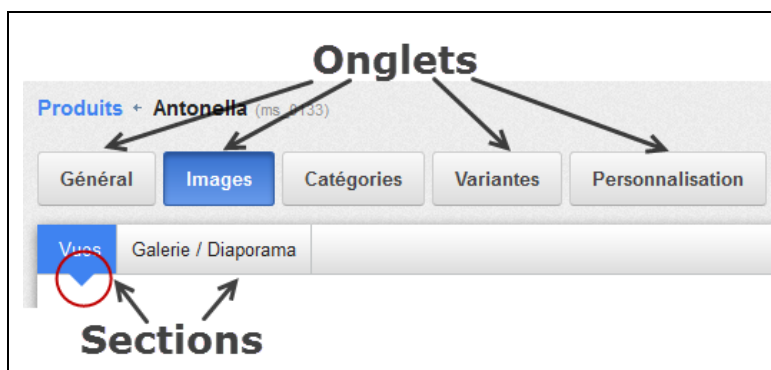 Onglets
Produits ← Antonella (ms_0133)
Général Images Catégories Variantes Personnalisation
Vues Galerie / Diaporama
Sections